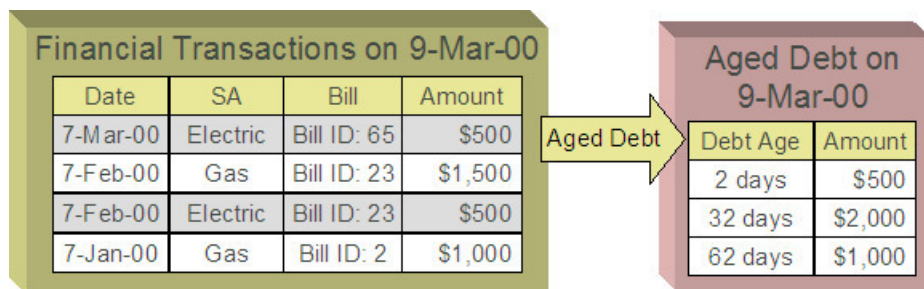 Financial Transactions on 9-Mar-00
Date SA Bill Amount
7-Mar-00 Electric Bill ID: 65 $500
7-Feb-00 Gas Bill ID: 23 $1,500
7-Feb-00 Electric Bill ID: 23 $500
7-Jan-00 Gas Bill ID: 2 $1,000
Aged Debt
Aged Debt on
9-Mar-00
Debt Age Amount
2 days $500
32 days $2,000
62 days $1,000